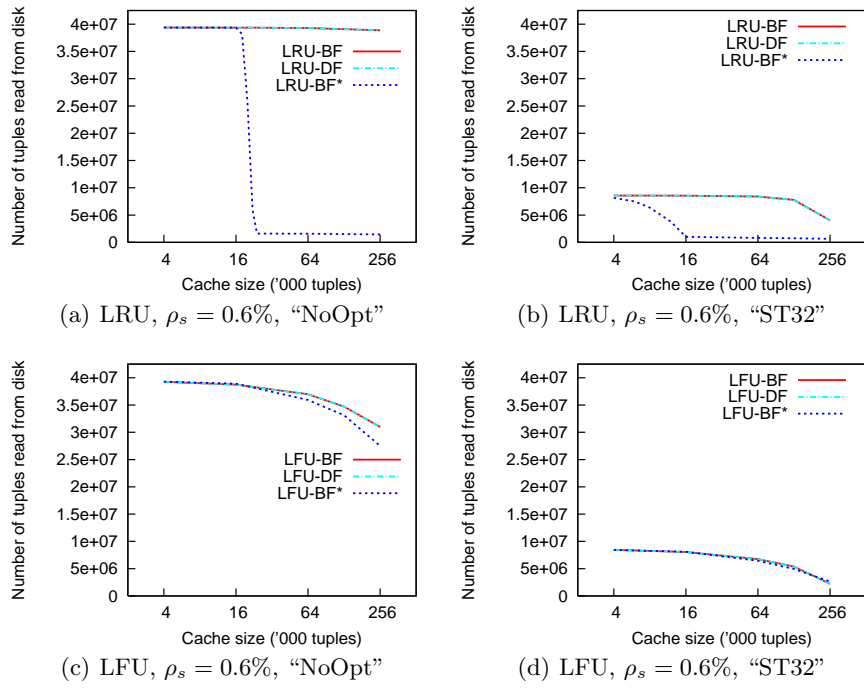 Number of tuples read from disk
4e+07
3.5e+07
3e+07
2.5e+07
2e+07
1.5e+07
1e+07
5e+06
0
LRU-BF
LRU-DF
LRU-BF*
4 16 64 256
Cache size ('000 tuples)
(a) LRU, ρs = 0.6%, “NoOpt”
Number of tuples read from disk
4e+07
3.5e+07
3e+07
2.5e+07
2e+07
1.5e+07
1e+07
5e+06
0
LRU-BF
LRU-DF
LRU-BF*
4 16 64 256
Cache size ('000 tuples)
(b) LRU, ρs = 0.6%, “ST32”
Number of tuples read from disk
4e+07
3.5e+07
3e+07
2.5e+07
2e+07
1.5e+07
1e+07
5e+06
0
LFU-BF
LFU-DF
LFU-BF*
4 16 64 256
Cache size ('000 tuples)
(c) LFU, ρs = 0.6%, “NoOpt”
Number of tuples read from disk
4e+07
3.5e+07
3e+07
2.5e+07
2e+07
1.5e+07
1e+07
5e+06
0
LFU-BF
LFU-DF
LFU-BF*
4 16 64 256
Cache size ('000 tuples)
(d) LFU, ρs = 0.6%, “ST32”